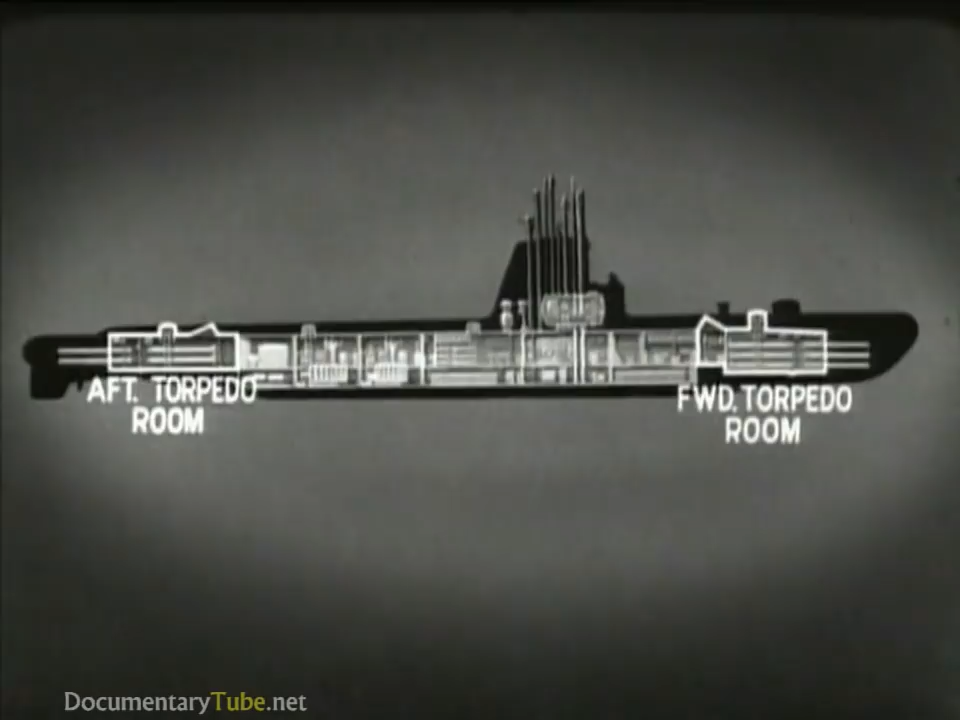 AFT. TORPEDO
ROOM
FWD. TORPEDO
ROOM
DocumentaryTube.net